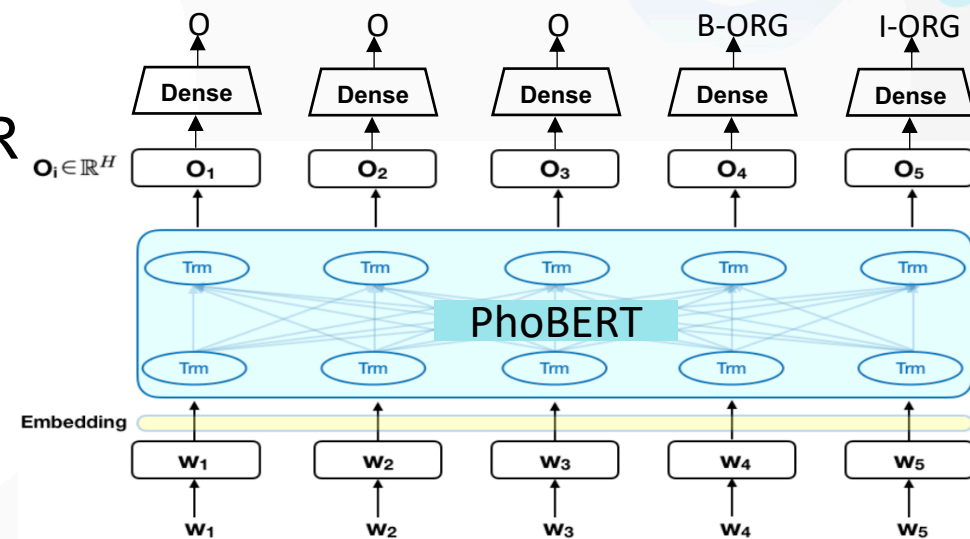 O O O B-ORG I-ORG
Dense Dense Dense Dense Dense
R
Oᵢ∈ℝᴴ O₁ O₂ O₃ O₄ O₅
Trm Trm Trm Trm Trm
PhoBERT
Trm Trm Trm Trm Trm
Embedding
w₁ w₂ w₃ w₄ w₅
w₁ w₂ w₃ w₄ w₅